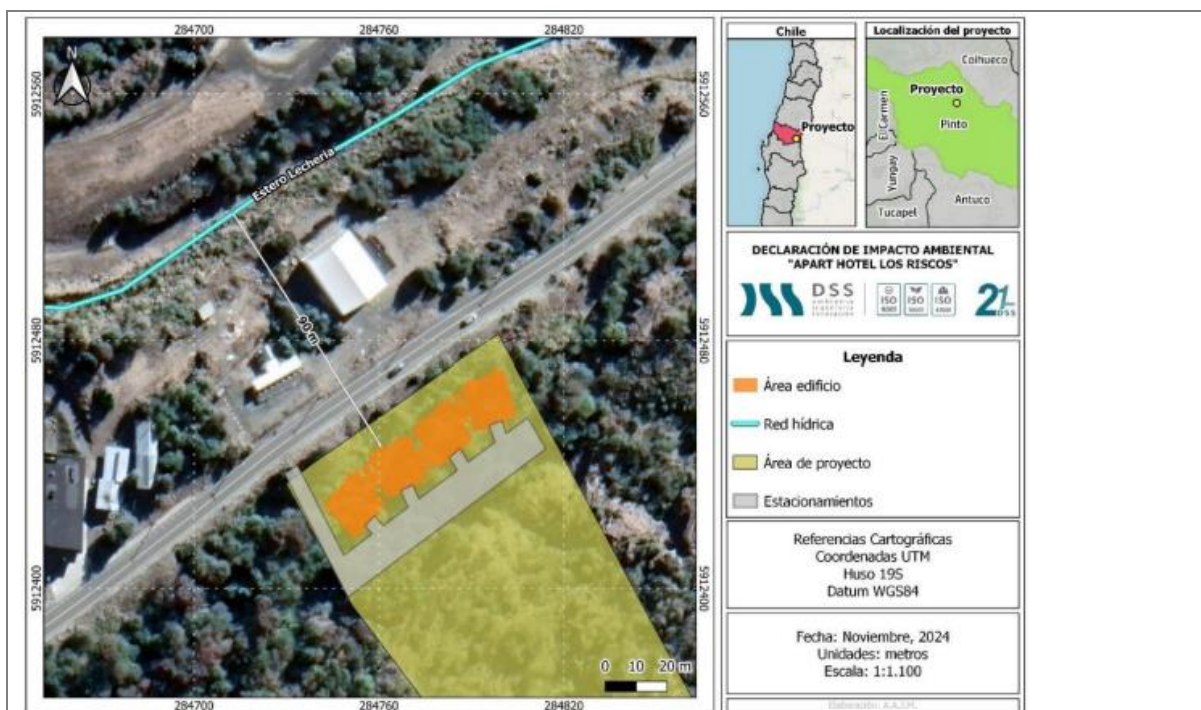 284700
284760
284820
5912560
5912560
N
Estero Lecheria
90 m
5912480
5912480
5912400
5912400
0 10 20 m
284700
284760
284820
Chile
Proyecto
Localización del proyecto
Coihueco
Proyecto
Pinto
El Carmen
Yungay
Antuco
Tucapel
DECLARACIÓN DE IMPACTO AMBIENTAL
"APART HOTEL LOS RISCOS"
DSS
ISO
ISO
ISO
21
DSS
Leyenda
Área edificio
Red hídrica
Área de proyecto
Estacionamientos
Referencias Cartográficas
Coordenadas UTM
Huso 19S
Datum WGS84
Fecha: Noviembre, 2024
Unidades: metros
Escala: 1:1.100